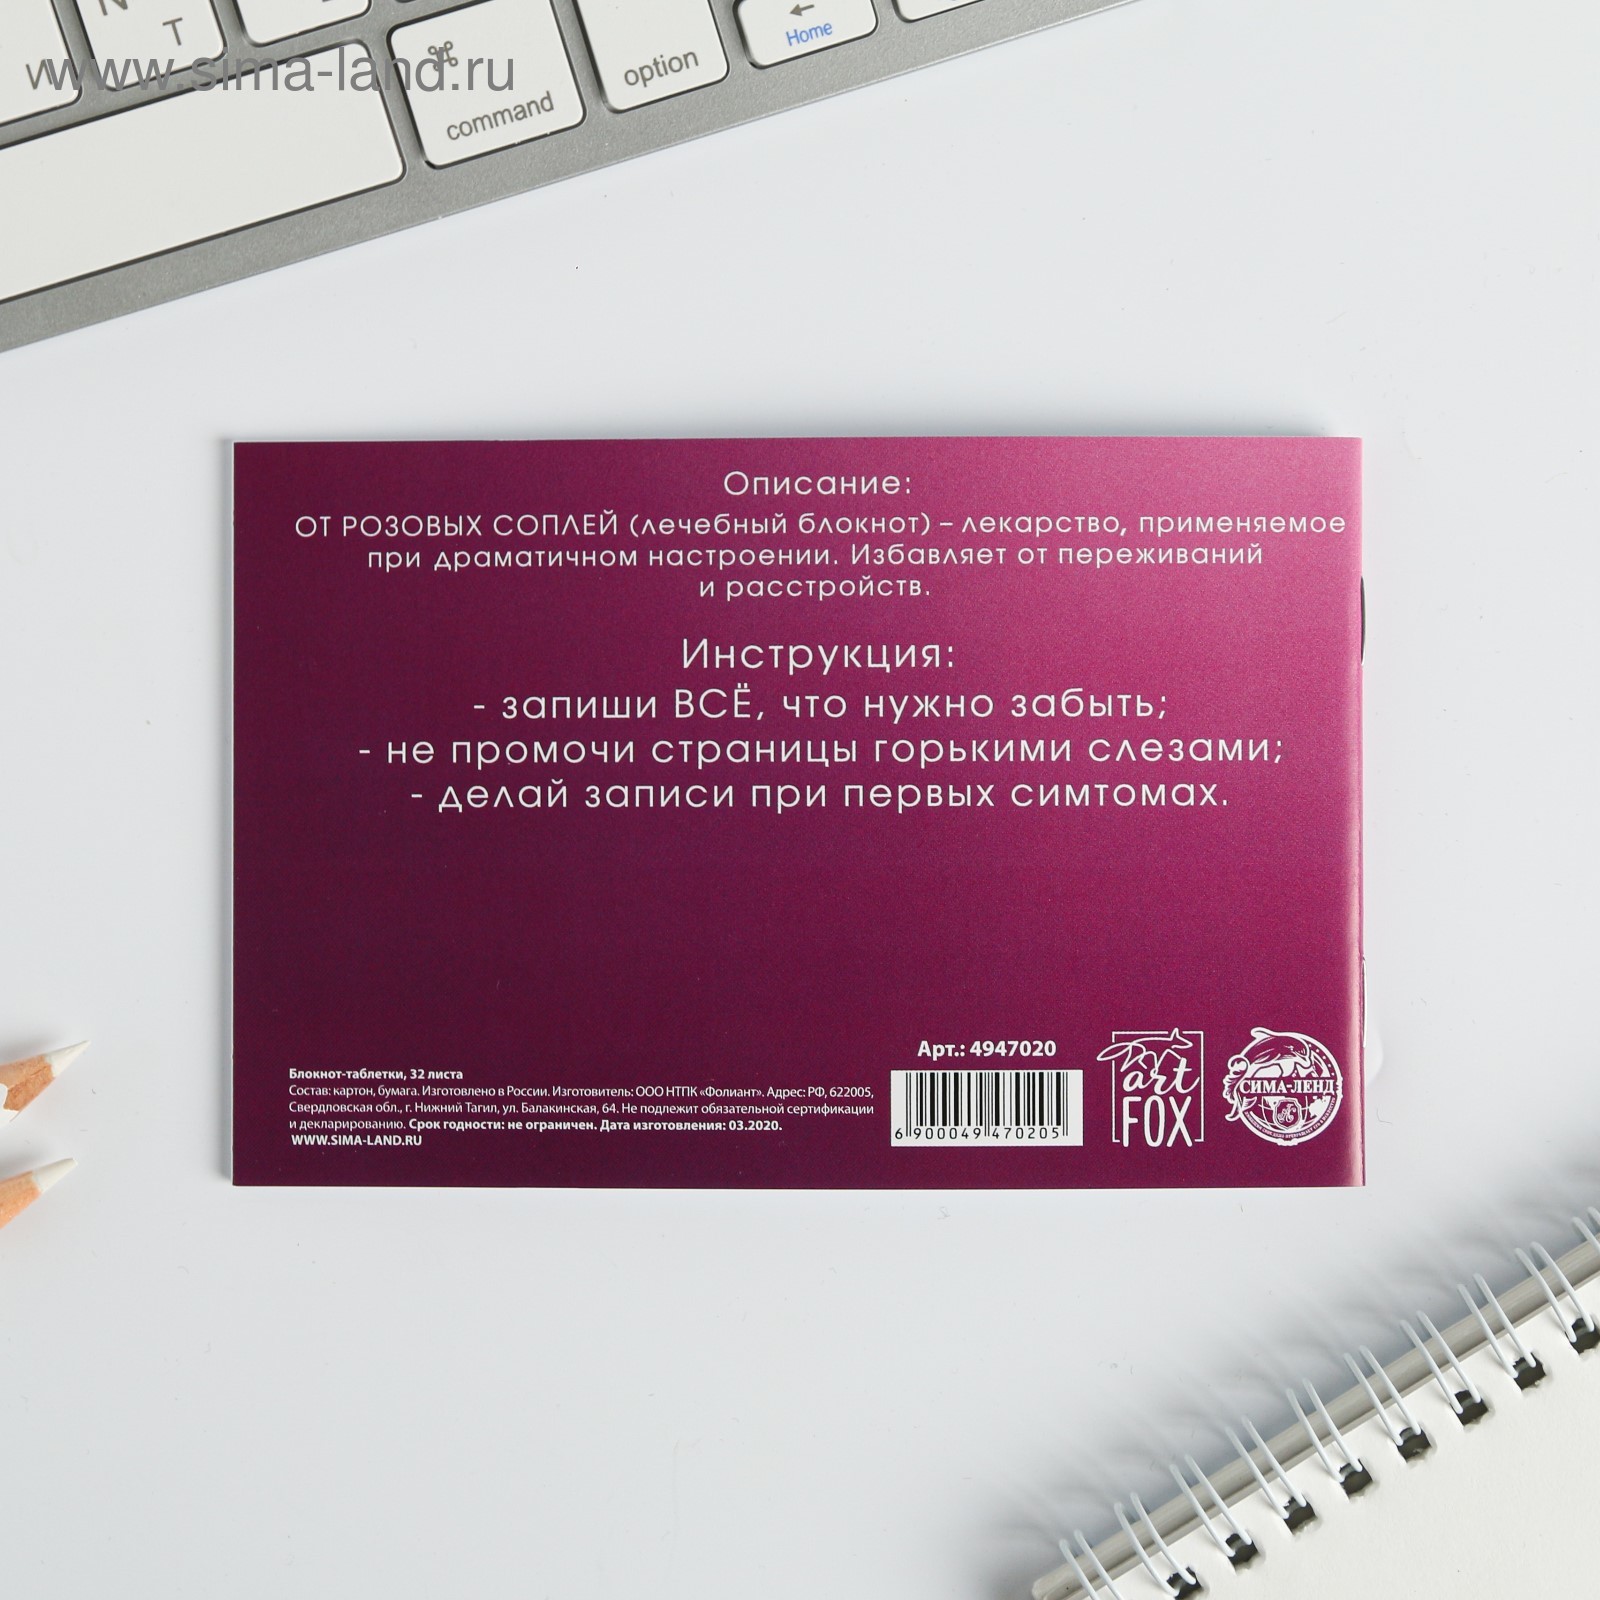 N
T
www.sima-land.ru
⌘
command
option
←
Home
Описание:
ОТ РОЗОВЫХ СОПЛЕЙ (лечебный блокнот) – лекарство, применяемое
при драматичном настроении. Избавляет от переживаний
и расстройств.
Инструкция:
- запиши ВСЁ, что нужно забыть;
- не промочи страницы горькими слезами;
- делай записи при первых симтомах.
Блокнот-таблетки, 32 листа
Состав: картон, бумага. Изготовлено в России. Изготовитель: ООО НТПК «Фолиант». Адрес: РФ, 622005,
Свердловская обл., г. Нижний Тагил, ул. Балакинская, 64. Не подлежит обязательной сертификации
и декларированию. Срок годности: не ограничен. Дата изготовления: 03.2020.
WWW.SIMA-LAND.RU
Арт.: 4947020
6 900049 470205
art
FOX
СИМА-ЛЕНД